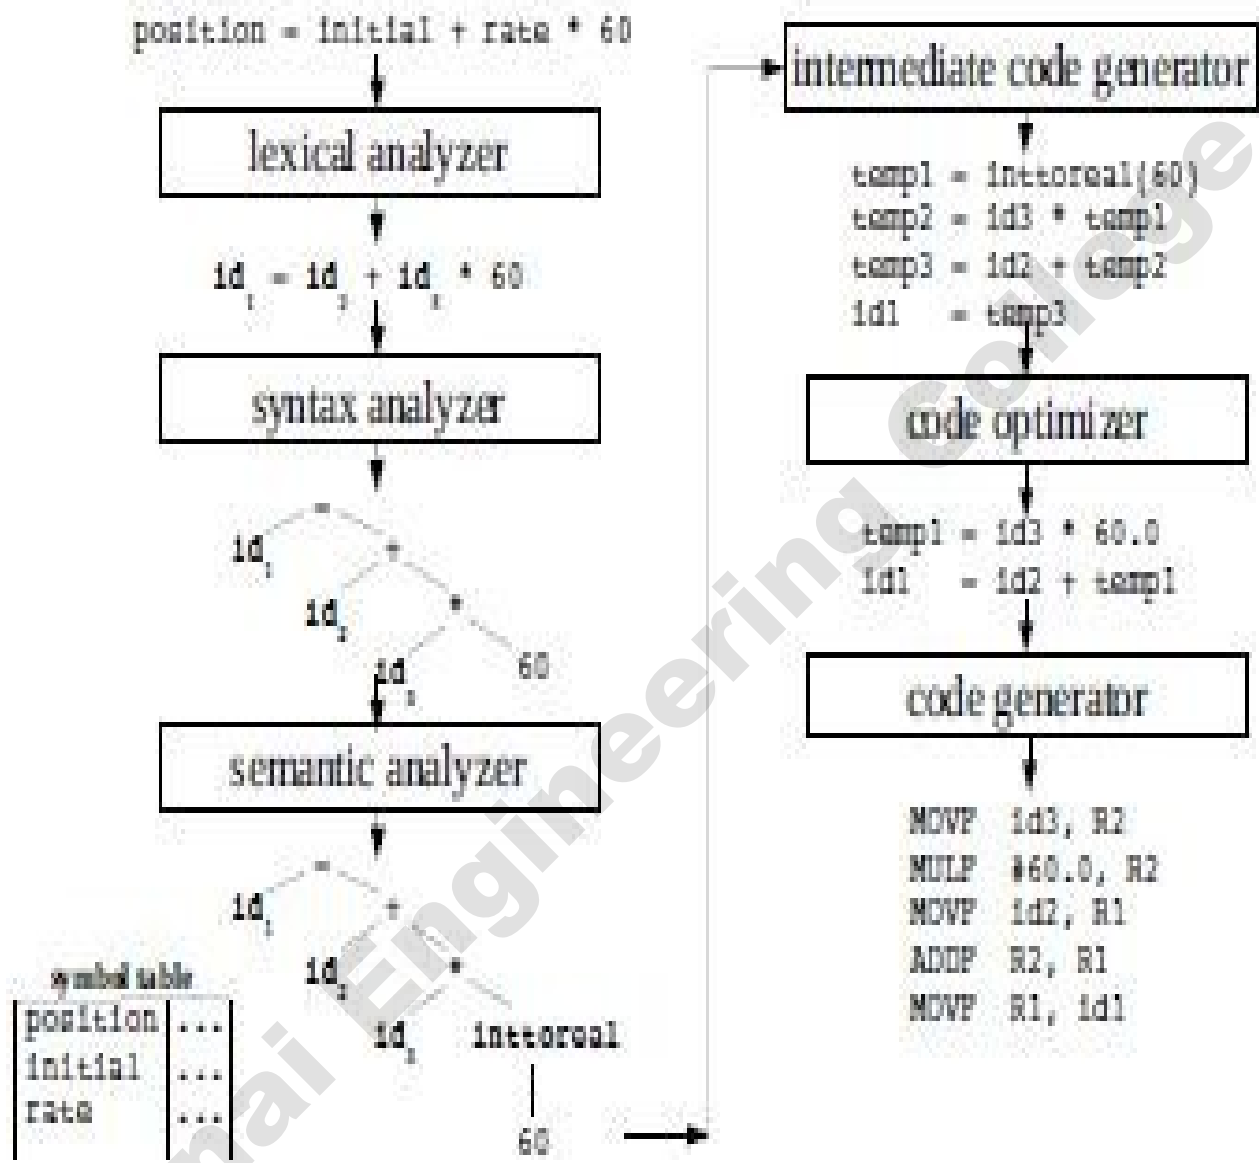 position = initial + rate * 60
lexical analyzer
id₁ = id₂ + id₃ * 60
syntax analyzer
=
id₁
+
id₂
*
id₃
60
semantic analyzer
=
id₁
+
id₂
*
id₃
inttoreal
60
symbol table
position ...
initial ...
rate ...
intermediate code generator
temp1 = inttoreal(60)
temp2 = id3 * temp1
temp3 = id2 + temp2
id1 = temp3
code optimizer
temp1 = id3 * 60.0
id1 = id2 + temp1
code generator
MOVF id3, R2
MULF #60.0, R2
MOVF id2, R1
ADDF R2, R1
MOVF R1, id1
nai Engineering College